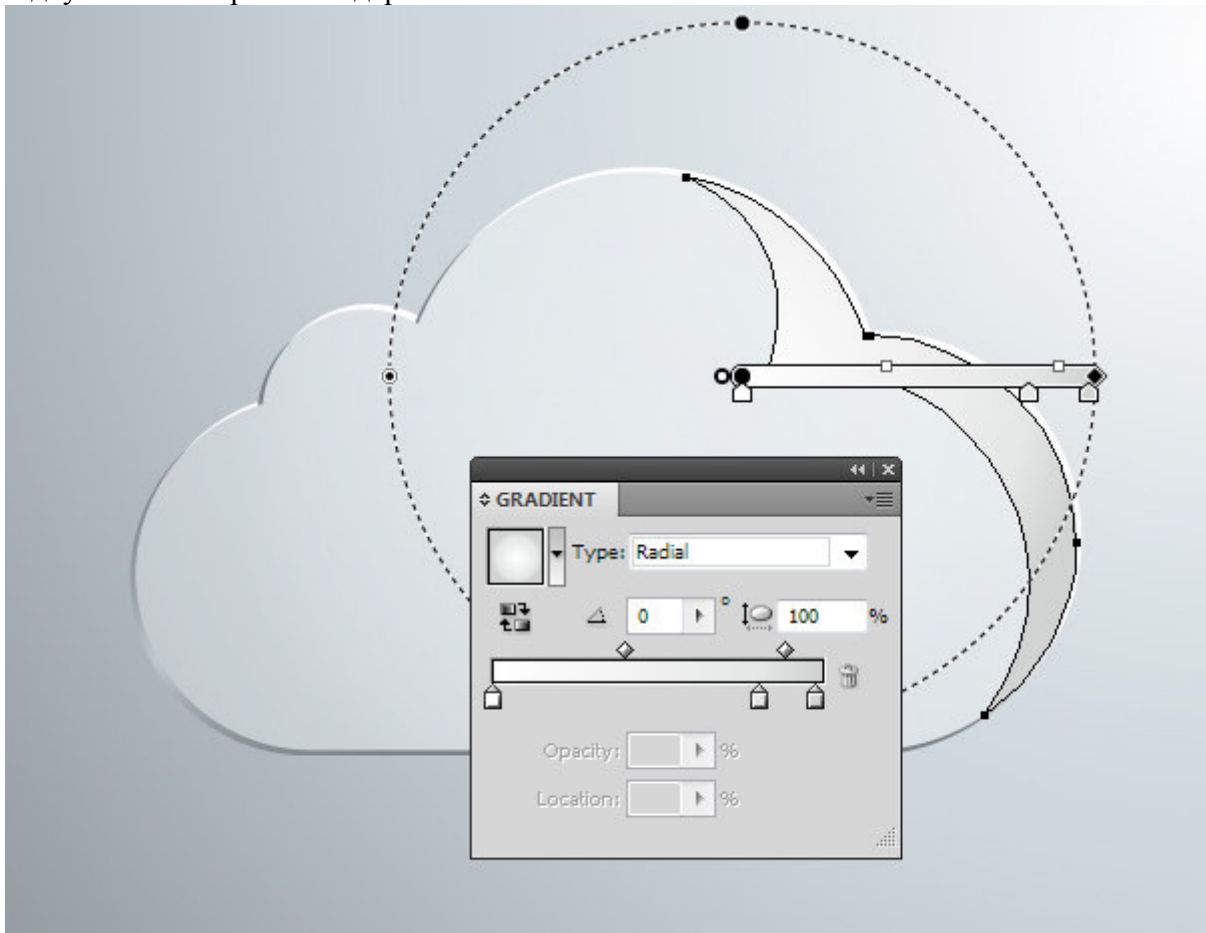 GRADIENT
Type: Radial
0 ° 100 %
Opacity: %
Location: %